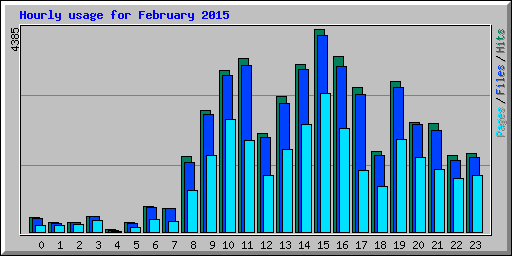 Hourly usage for February 2015
4385
Pages/Files/Hits
0 1 2 3 4 5 6 7 8 9 10 11 12 13 14 15 16 17 18 19 20 21 22 23